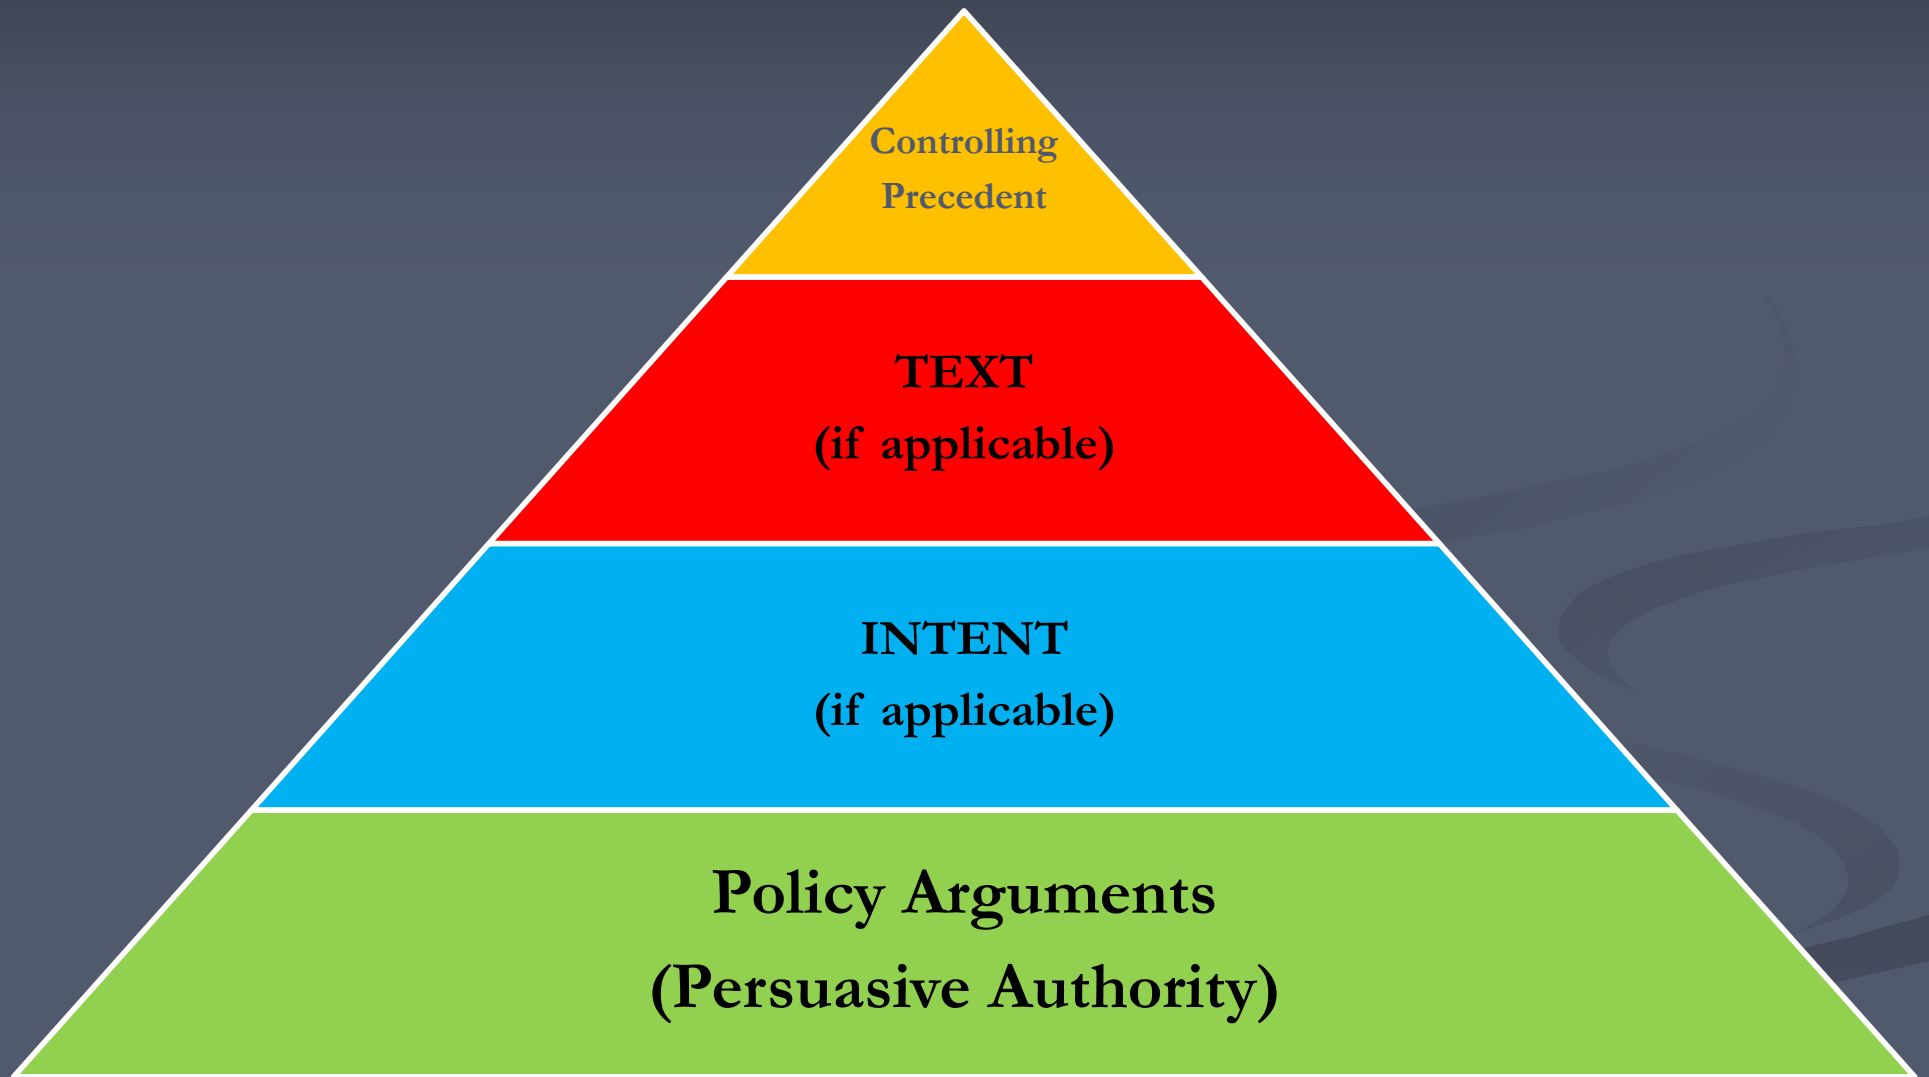 Controlling
Precedent
TEXT
(if applicable)
INTENT
(if applicable)
Policy Arguments
(Persuasive Authority)